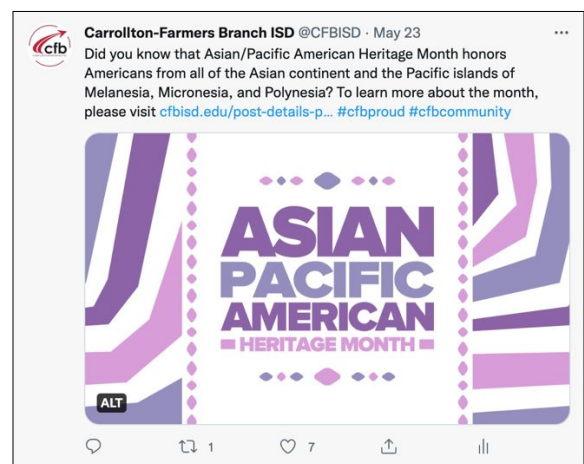 cfb
Carrollton-Farmers Branch ISD @CFBISD · May 23
Did you know that Asian/Pacific American Heritage Month honors
Americans from all of the Asian continent and the Pacific islands of
Melanesia, Micronesia, and Polynesia? To learn more about the month,
please visit cfbisd.edu/post-details-p... #cfbproud #cfbcommunity
ASIAN
PACIFIC
AMERICAN
HERITAGE MONTH
ALT
1 7